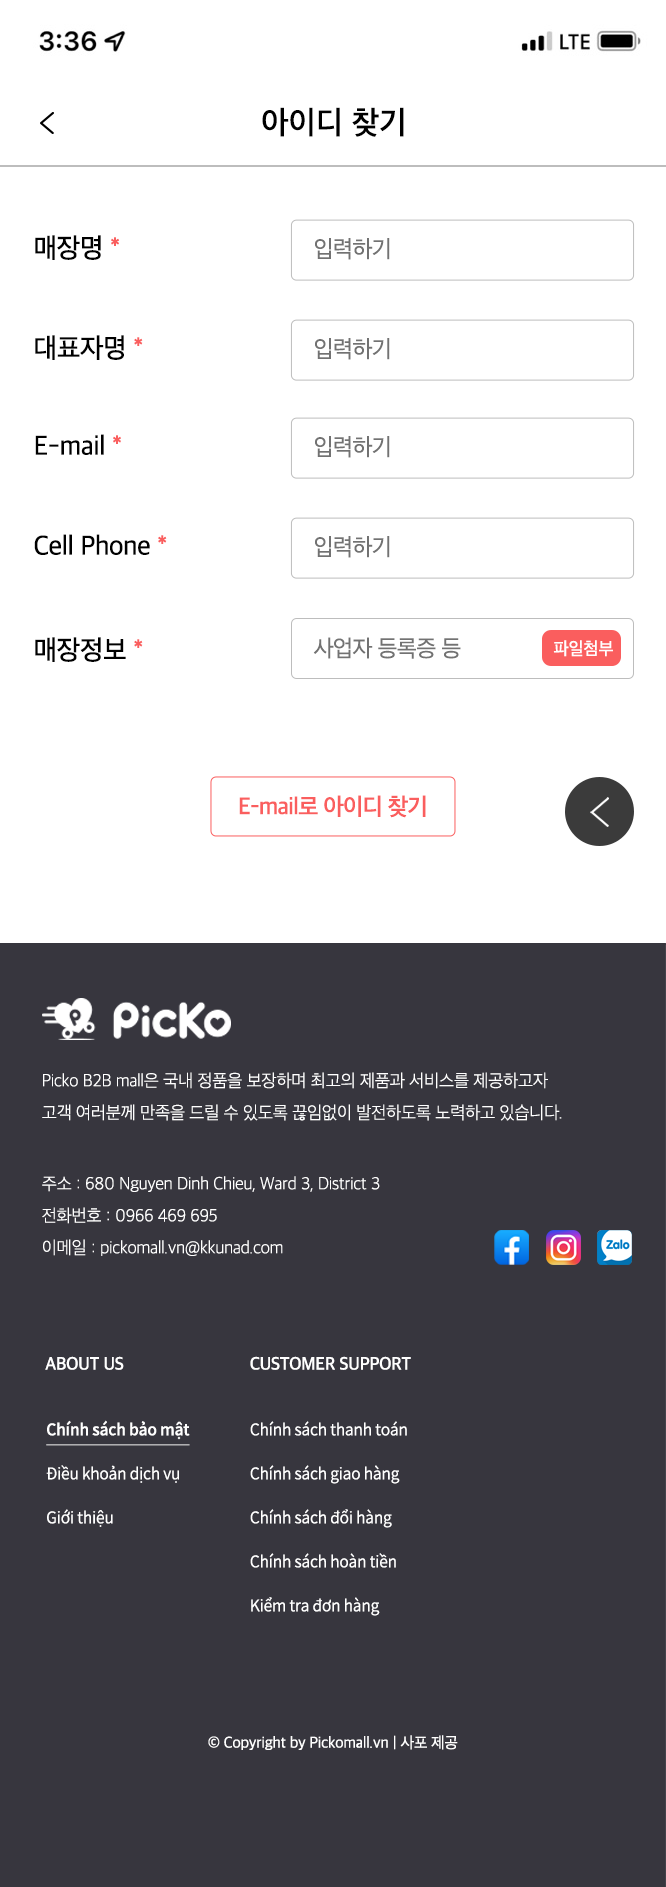 3:36
LTE
아이디 찾기
매장명 *
입력하기
대표자명 *
입력하기
E-mail *
입력하기
Cell Phone *
입력하기
매장정보 *
사업자 등록증 등
파일첨부
E-mail로 아이디 찾기
PicKo
Picko B2B mall은 국내 정품을 보장하며 최고의 제품과 서비스를 제공하고자
고객 여러분께 만족을 드릴 수 있도록 끊임없이 발전하도록 노력하고 있습니다.
주소 : 680 Nguyen Dinh Chieu, Ward 3, District 3
전화번호 : 0966 469 695
이메일 : pickomall.vn@kkunad.com
Zalo
ABOUT US
CUSTOMER SUPPORT
Chính sách bảo mật
Chính sách thanh toán
Điều khoản dịch vụ
Chính sách giao hàng
Giới thiệu
Chính sách đổi hàng
Chính sách hoàn tiền
Kiểm tra đơn hàng
© Copyright by Pickomall.vn | 사포 제공